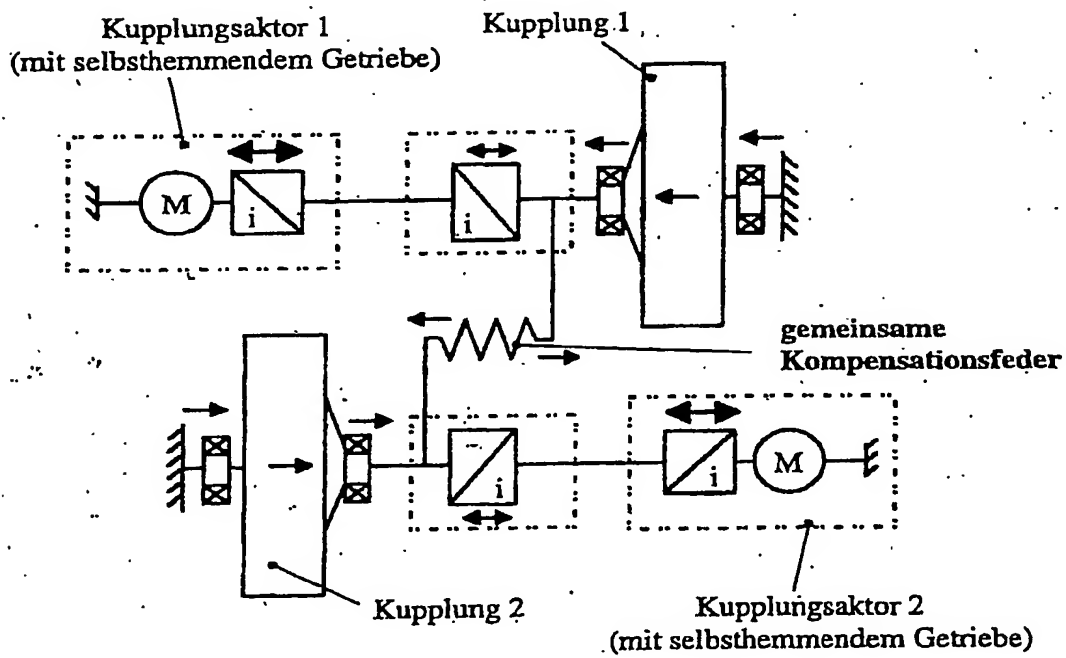 Kupplungsaktor 1
(mit selbsthemmendem Getriebe)
Kupplung 1
M
i
i
gemeinsame
Kompensationsfeder
i
i
M
Kupplung 2
Kupplungsaktor 2
(mit selbsthemmendem Getriebe)